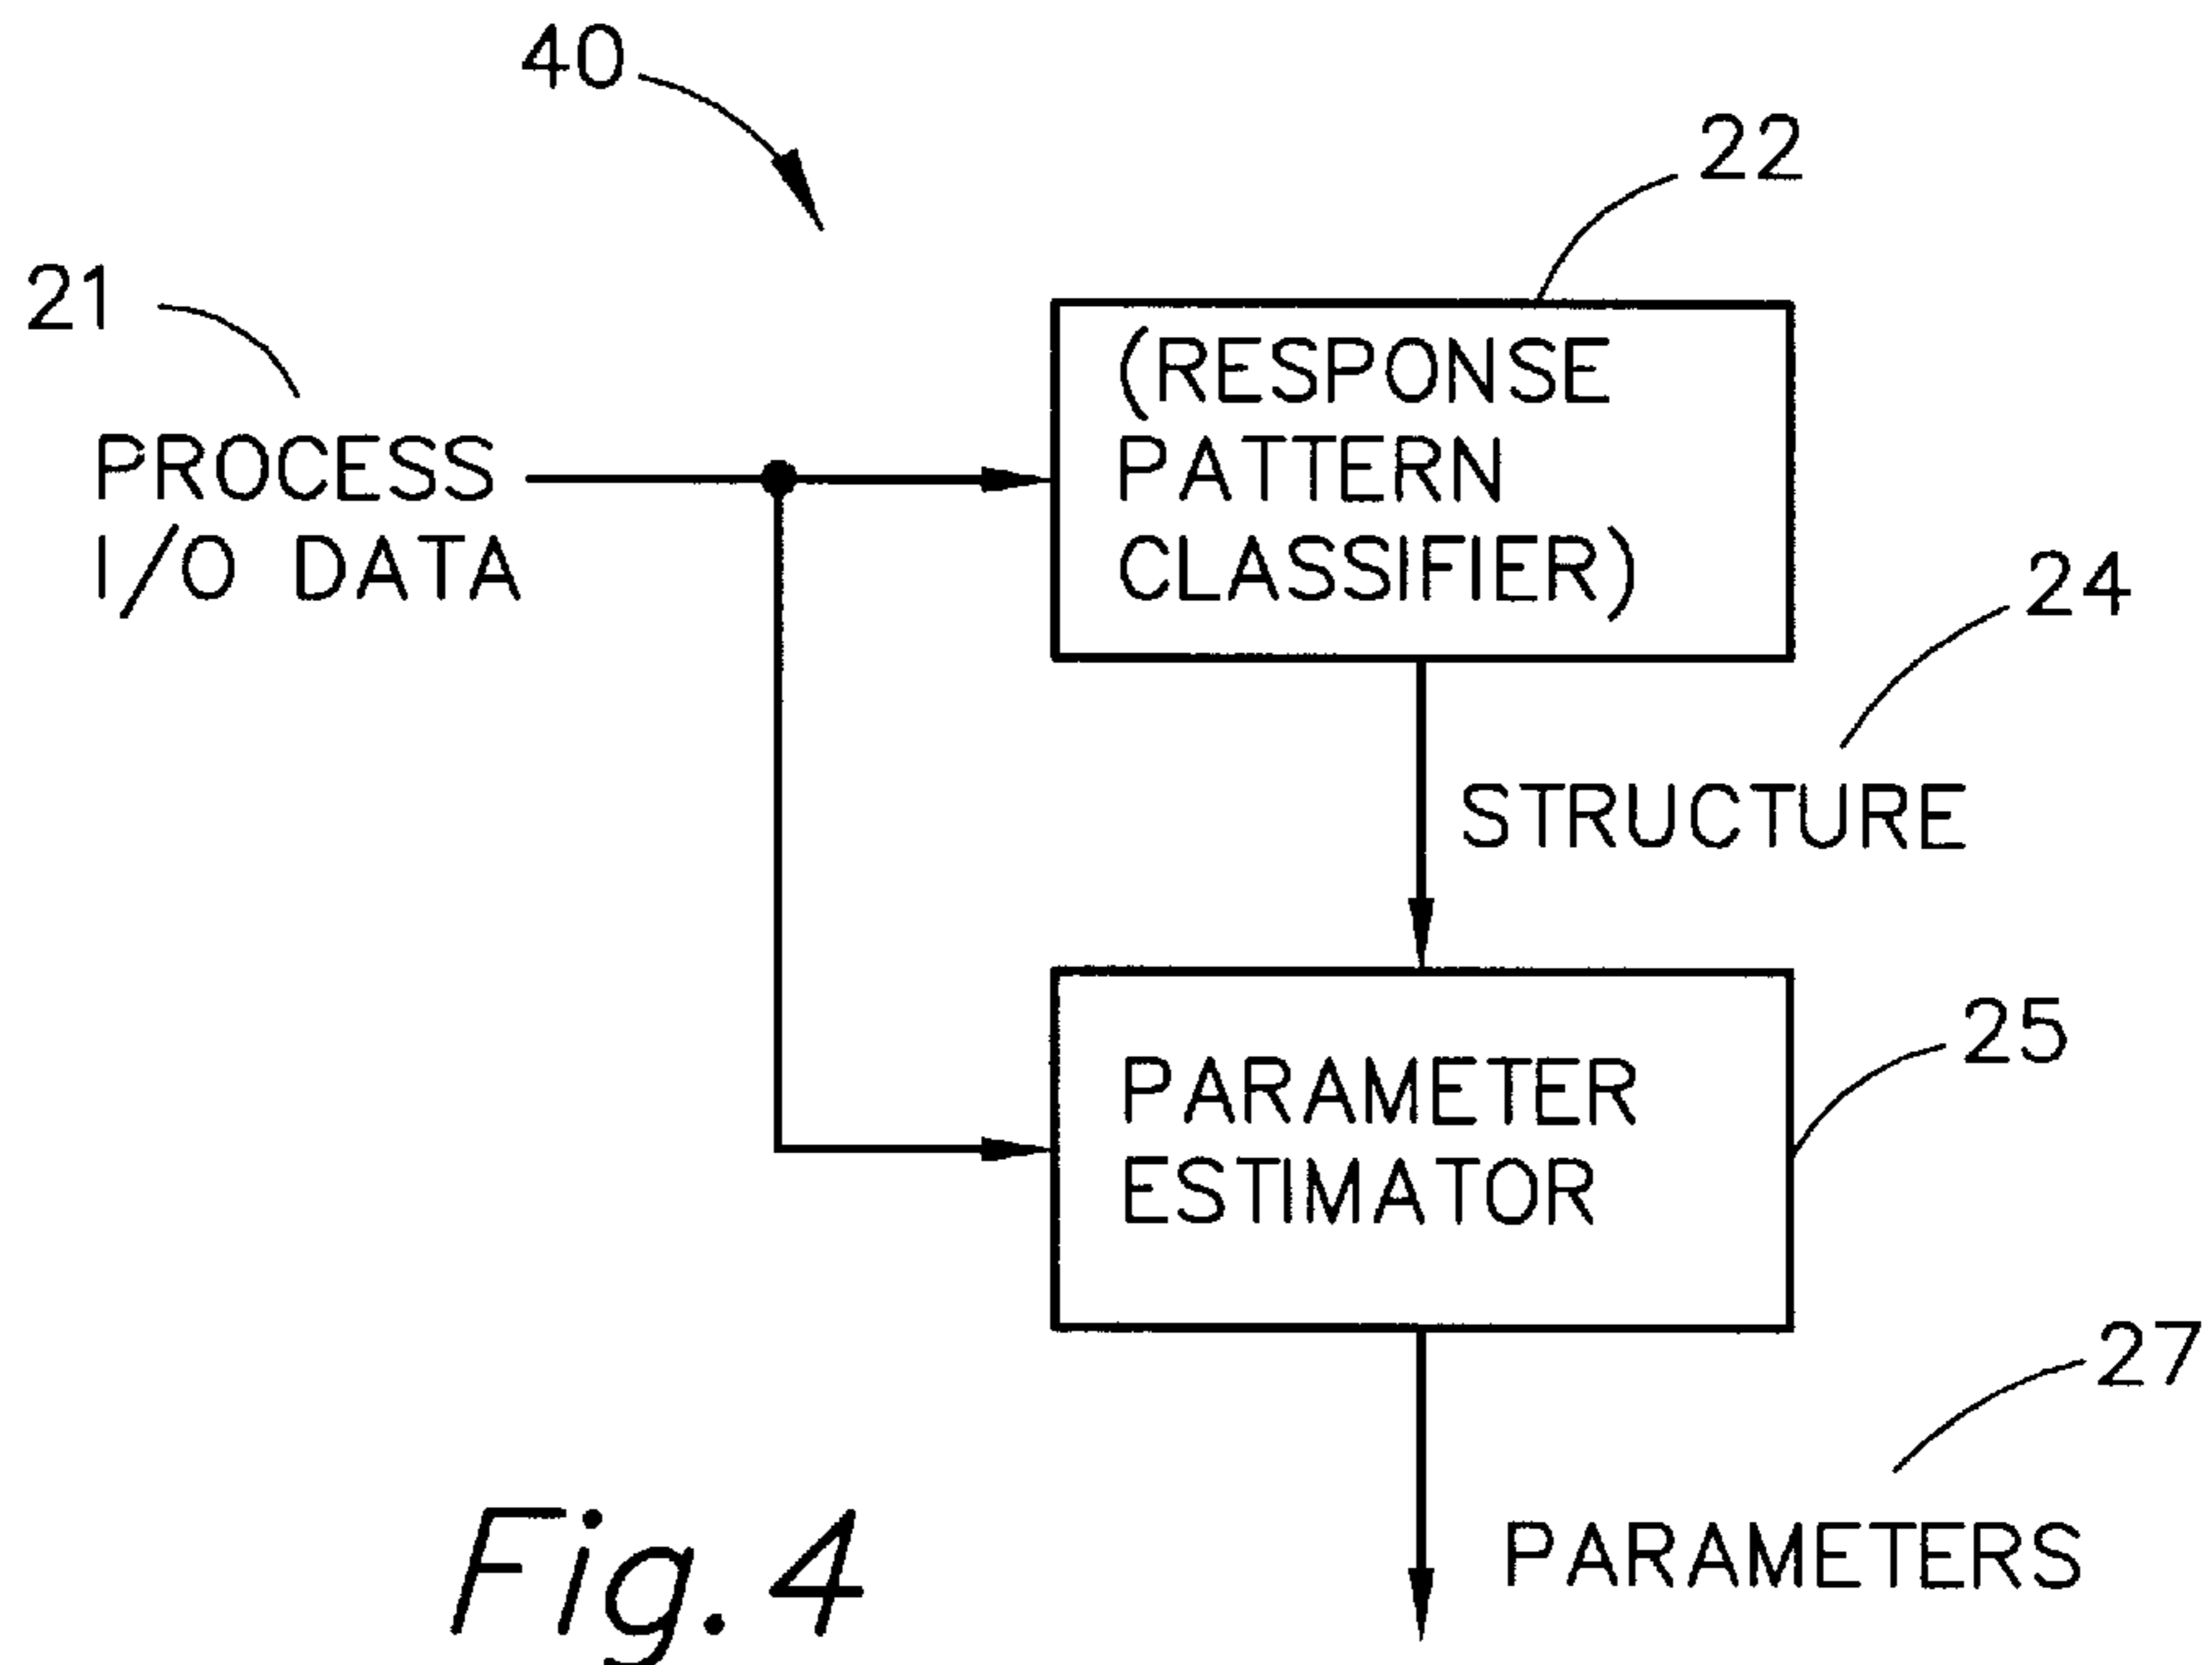 40
22
21
(RESPONSE
PATTERN
CLASSIFIER)
PROCESS
I/O DATA
24
STRUCTURE
25
PARAMETER
ESTIMATOR
27
PARAMETERS
Fig.4